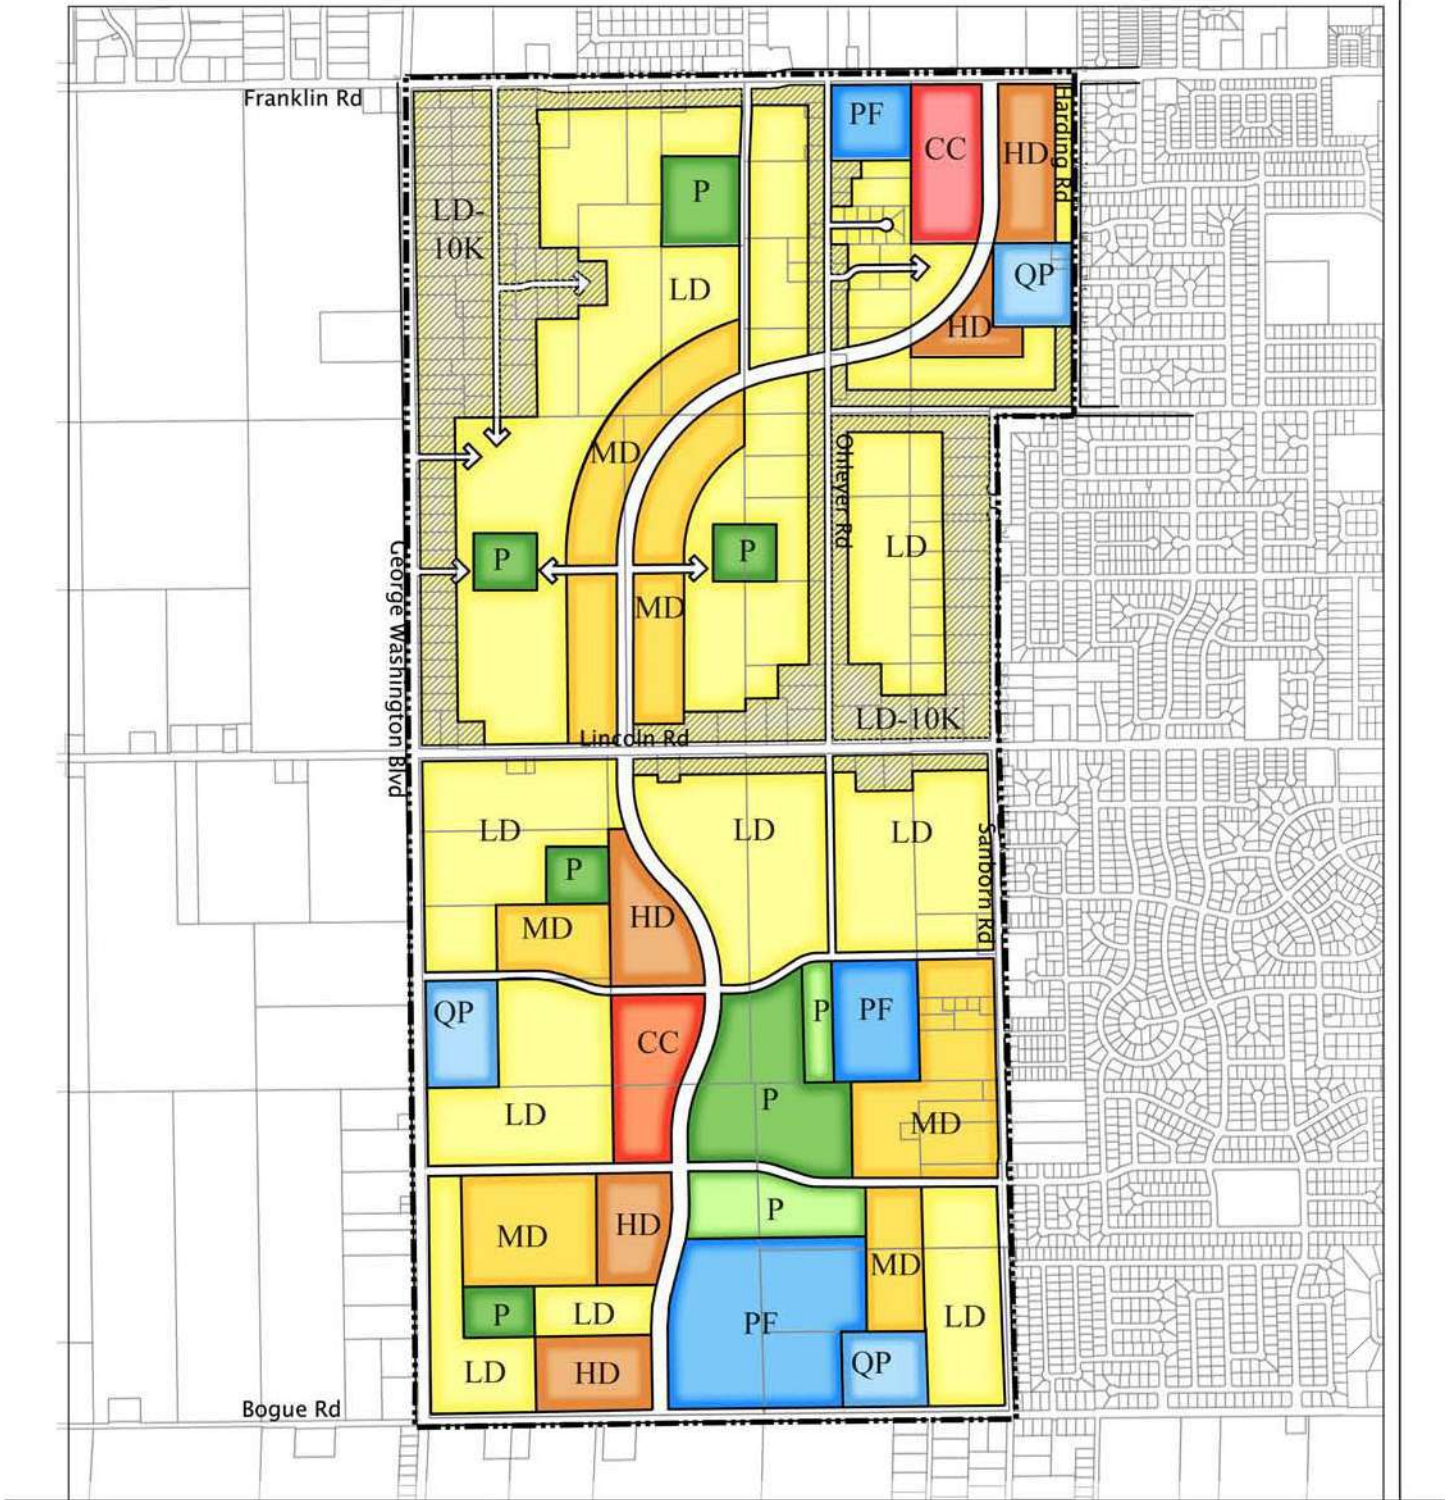 Franklin Rd
PF
CC
HD
Harding Rd
P
LD-
10K
QP
LD
HD
MD
Ohleyer Rd
P
P
LD
George Washington Blvd
MD
LD-10K
Lincoln Rd
LD
LD
LD
Sanborn Rd
P
HD
MD
QP
P
PF
CC
P
LD
MD
P
HD
MD
MD
P
LD
LD
PF
QP
LD
HD
Bogue Rd